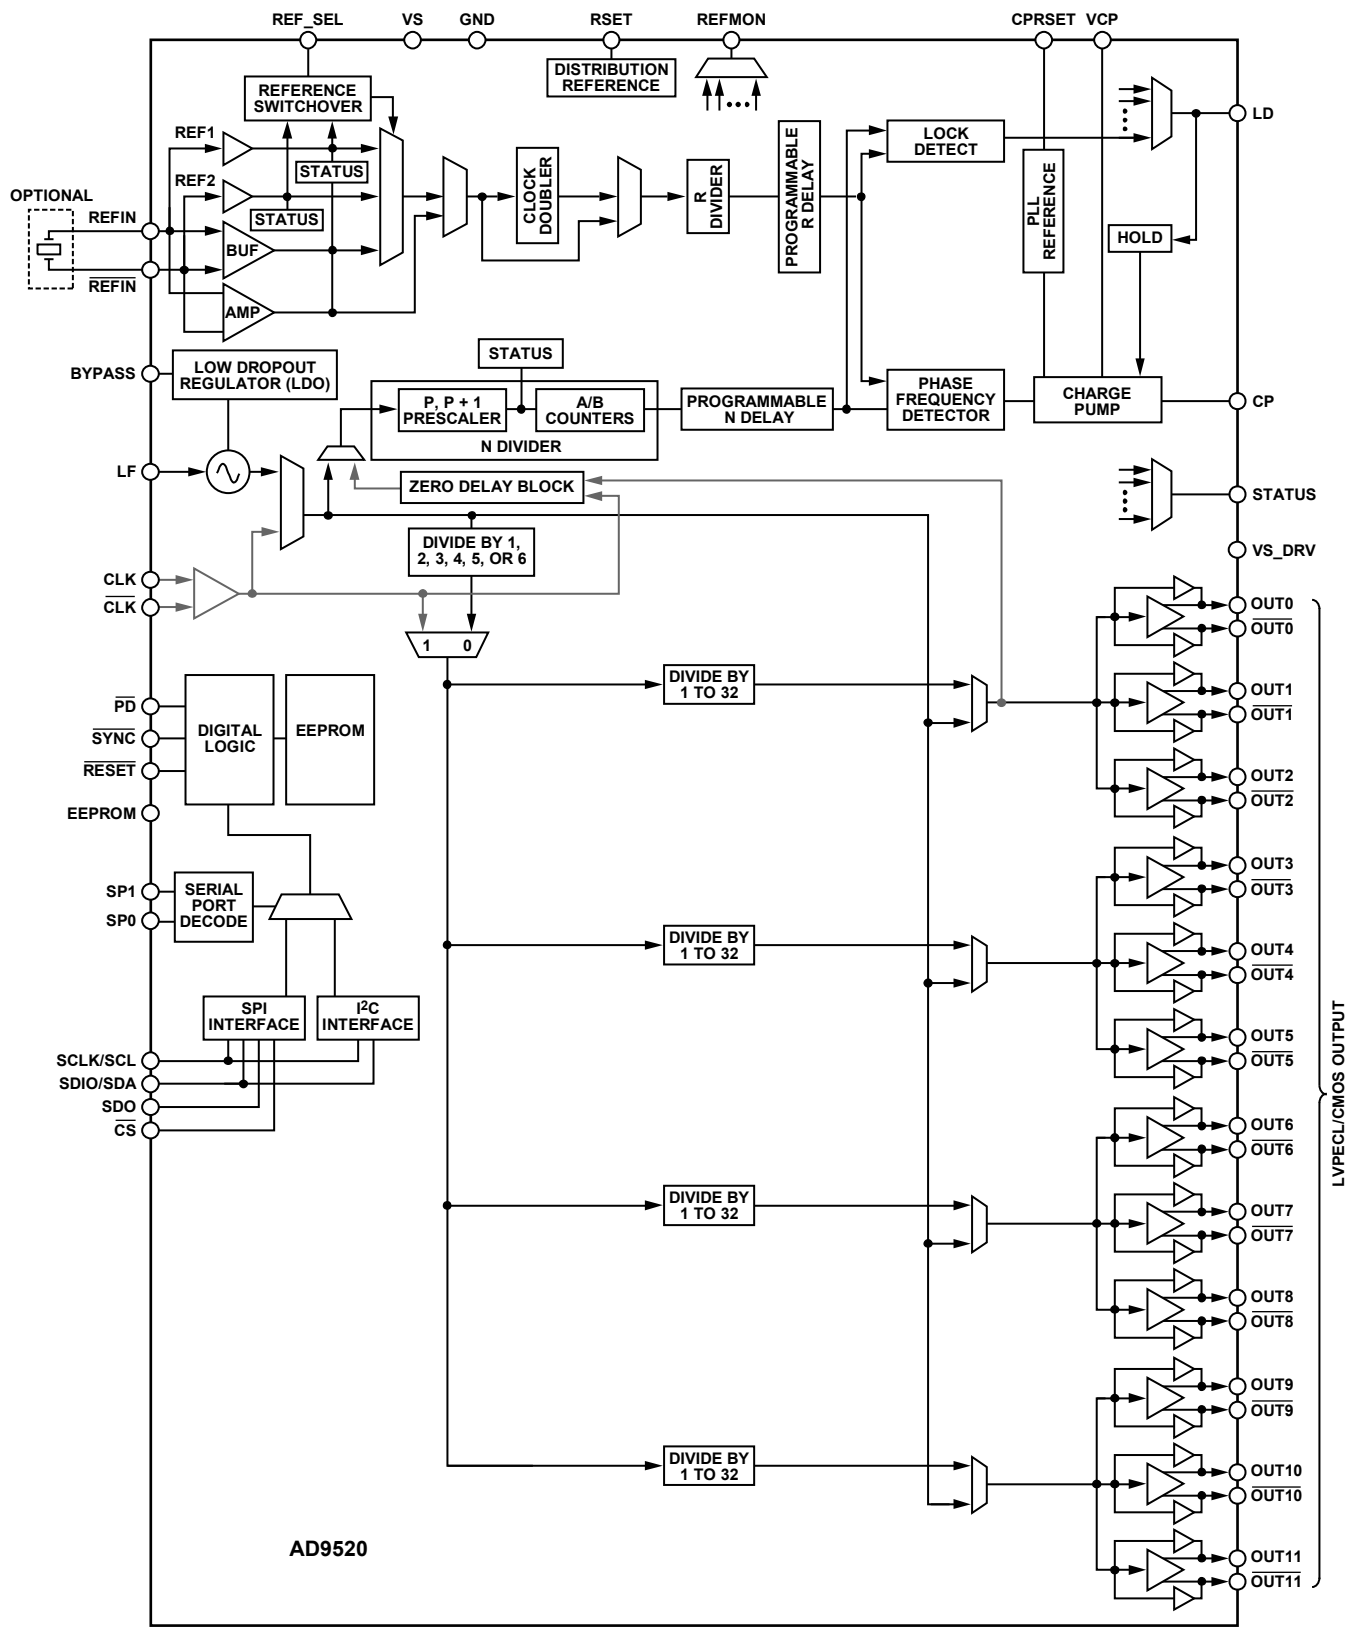 REF_SEL
VS
GND
RSET
REFMON
CPRSET
VCP
DISTRIBUTION
REFERENCE
REFERENCE
SWITCHOVER
LD
REF1
STATUS
REF2
STATUS
OPTIONAL
REFIN
BUF
REFIN
AMP
CLOCK
DOUBLER
R
DIVIDER
PROGRAMMABLE
R DELAY
LOCK
DETECT
PLL
REFERENCE
HOLD
BYPASS
LOW DROPOUT
REGULATOR (LDO)
STATUS
P, P + 1
PRESCALER
A/B
COUNTERS
N DIVIDER
PROGRAMMABLE
N DELAY
PHASE
FREQUENCY
DETECTOR
CHARGE
PUMP
CP
LF
ZERO DELAY BLOCK
STATUS
DIVIDE BY 1,
2, 3, 4, 5, OR 6
VS_DRV
CLK
CLK
1
0
OUT0
OUT0
DIVIDE BY
1 TO 32
OUT1
OUT1
PD
SYNC
RESET
DIGITAL
LOGIC
EEPROM
OUT2
OUT2
EEPROM
SP1
SP0
SERIAL
PORT
DECODE
OUT3
OUT3
DIVIDE BY
1 TO 32
OUT4
OUT4
SPI
INTERFACE
I2C
INTERFACE
OUT5
OUT5
SCLK/SCL
SDIO/SDA
SDO
CS
LVPECL/CMOS OUTPUT
OUT6
OUT6
DIVIDE BY
1 TO 32
OUT7
OUT7
OUT8
OUT8
OUT9
OUT9
DIVIDE BY
1 TO 32
OUT10
OUT10
AD9520
OUT11
OUT11